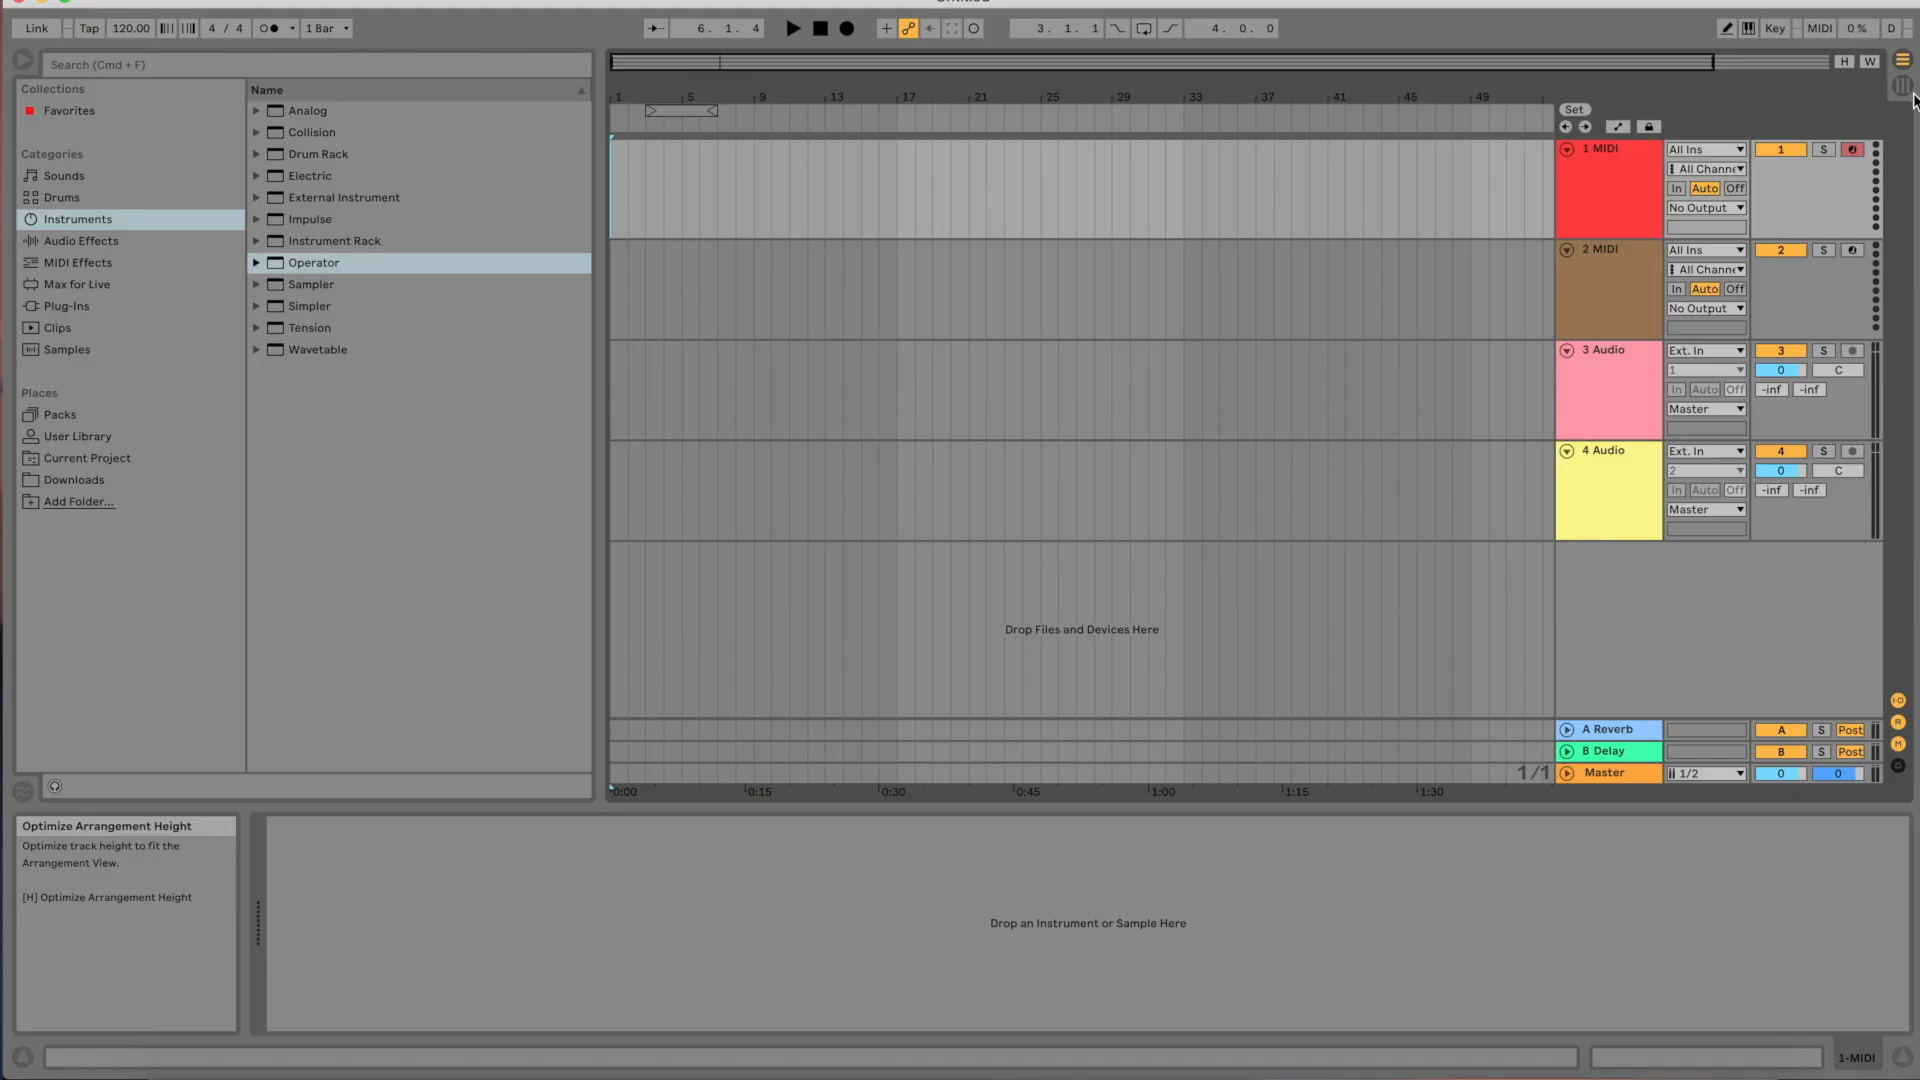 Link Tap 120.00 4 / 4 1 Bar 6. 1. 4 3. 1. 1 4. 0. 0 Key MIDI 0 % D
Search (Cmd + F)
H W
Collections
Favorites
Categories
Sounds
Drums
Instruments
Audio Effects
MIDI Effects
Max for Live
Plug-Ins
Clips
Samples
Places
Packs
User Library
Current Project
Downloads
Add Folder...
Name
Analog
Collision
Drum Rack
Electric
External Instrument
Impulse
Instrument Rack
Operator
Sampler
Simpler
Tension
Wavetable
1 5 9 13 17 21 25 29 33 37 41 45 49
Set
1 MIDI All Ins 1 S
All Channe
In Auto Off
No Output
2 MIDI All Ins 2 S
All Channe
In Auto Off
No Output
3 Audio Ext. In 3 S
1 0 C
In Auto Off -inf -inf
Master
4 Audio Ext. In 4 S
2 0 C
In Auto Off -inf -inf
Master
Drop Files and Devices Here
A Reverb A S Post
B Delay B S Post
1/1 Master 1/2 0 0
0:00 0:15 0:30 0:45 1:00 1:15 1:30
I-O
R
M
D
Optimize Arrangement Height
Optimize track height to fit the
Arrangement View.
[H] Optimize Arrangement Height
Drop an Instrument or Sample Here
1-MIDI